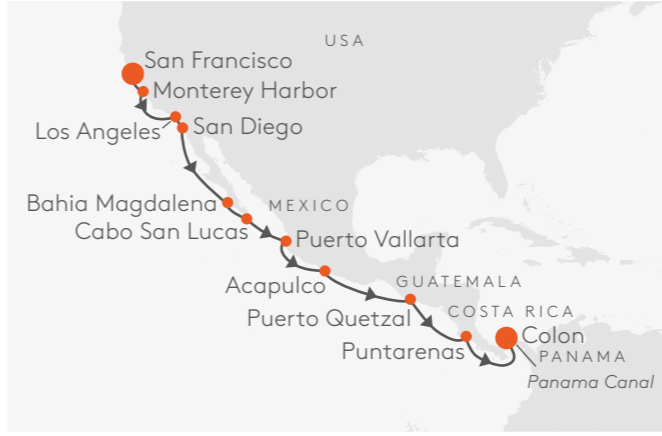 USA
San Francisco
Monterey Harbor
Los Angeles
San Diego
Bahia Magdalena
MEXICO
Cabo San Lucas
Puerto Vallarta
Acapulco
GUATEMALA
Puerto Quetzal
COSTA RICA
Puntarenas
Colon
PANAMA
Panama Canal